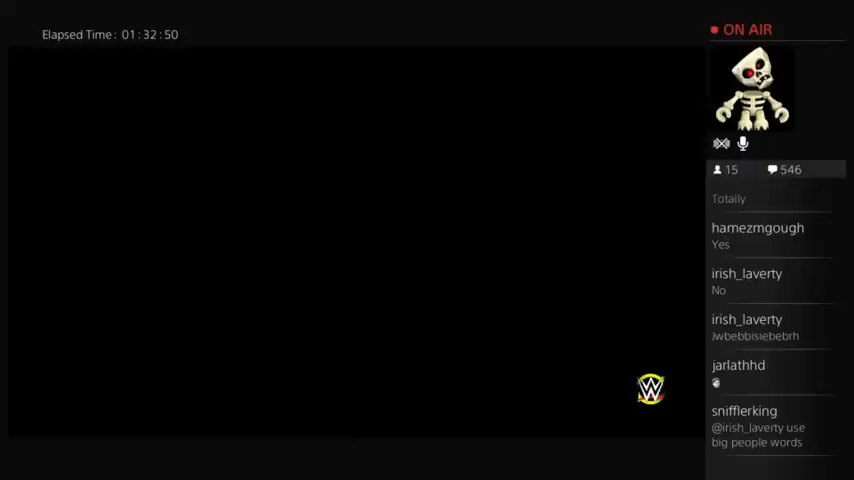 Elapsed Time: 01:32:50
ON AIR
15 546
Totally
hamezmgough
Yes
irish_laverty
No
irish_laverty
Jwbebbisiebebrh
jarlathhd
snifflerking
@irish_laverty use
big people words
W